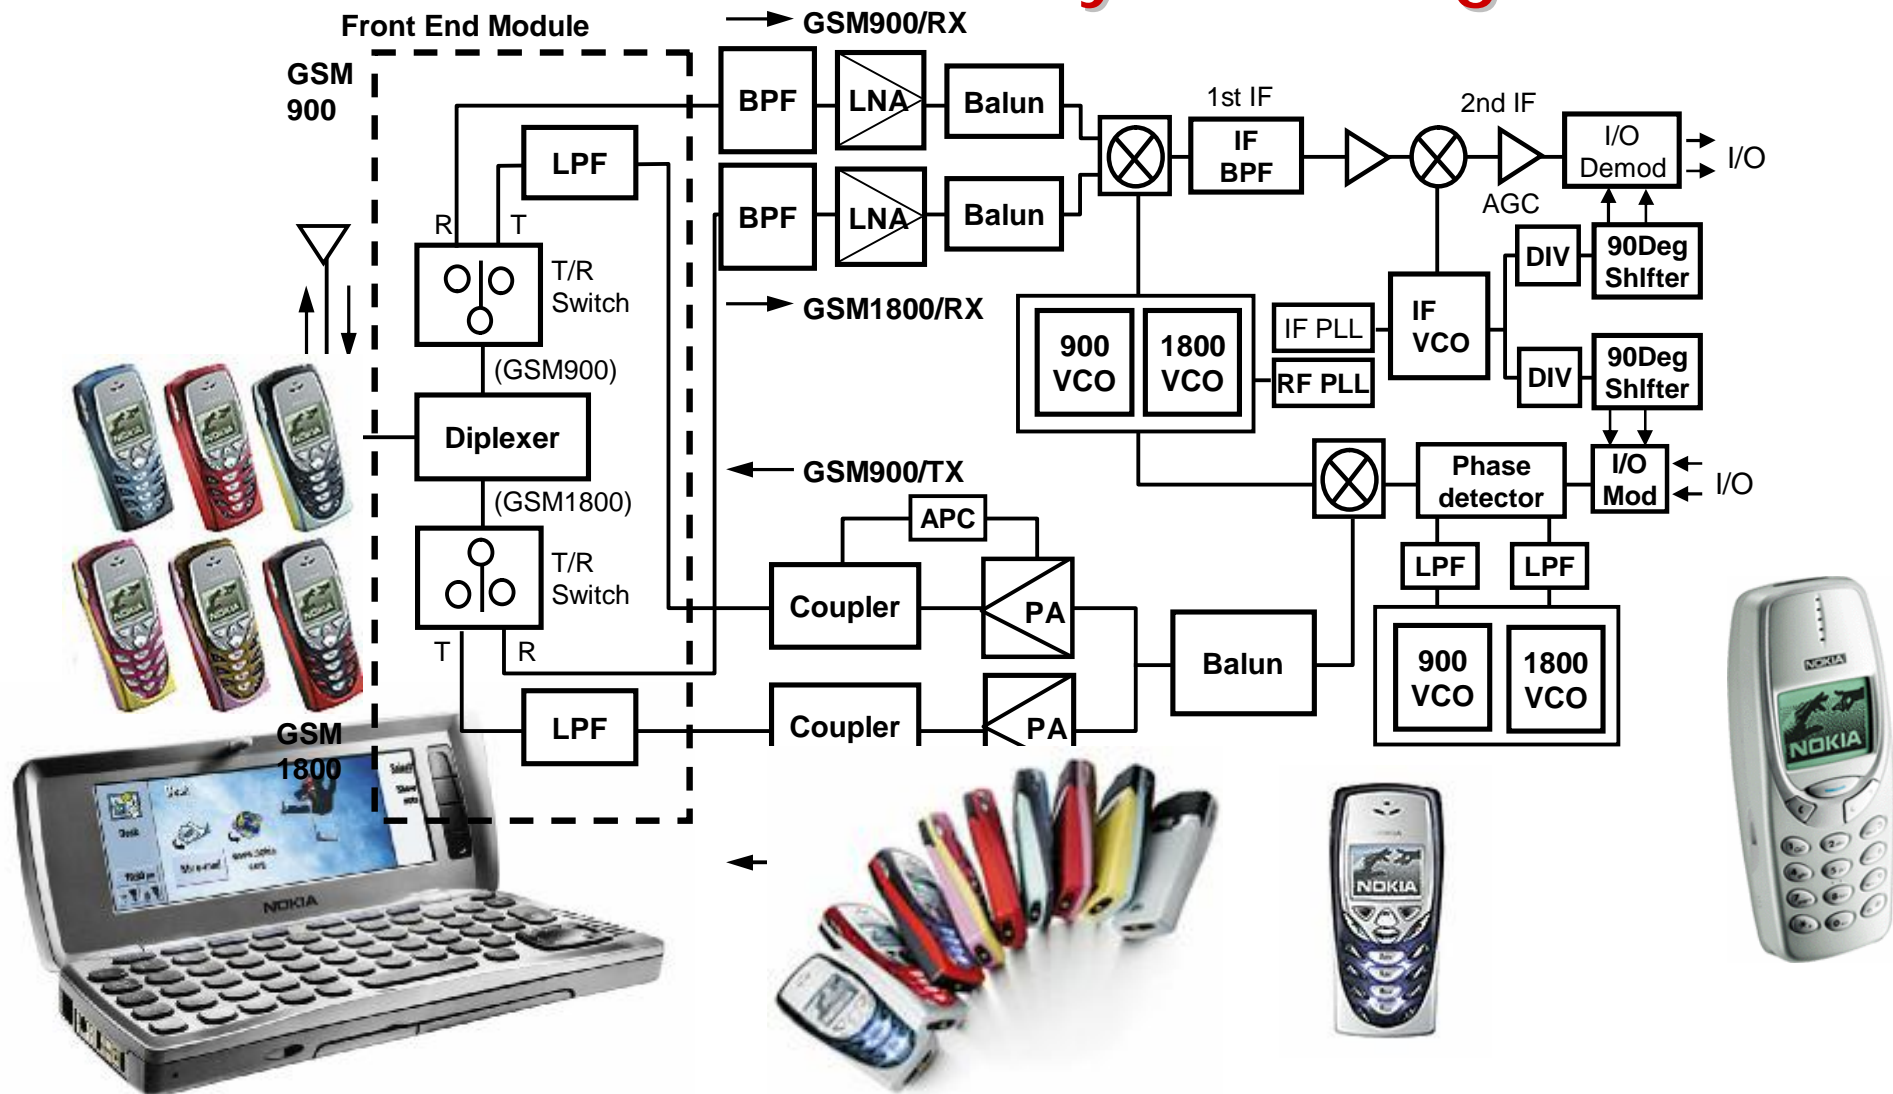 Front End Module
GSM
900
GSM900/RX
BPF
LNA
Balun
1st IF
IF
BPF
2nd IF
AGC
I/O
Demod
I/O
LPF
R
T
T/R
Switch
BPF
LNA
Balun
GSM1800/RX
DIV
90Deg
ShIfter
IF
VCO
IF PLL
RF PLL
900
VCO
1800
VCO
DIV
90Deg
ShIfter
(GSM900)
Diplexer
(GSM1800)
GSM900/TX
APC
Phase
detector
I/O
Mod
I/O
T/R
Switch
T
R
Coupler
PA
LPF
LPF
Balun
900
VCO
1800
VCO
LPF
Coupler
PA
GSM
1800
Desk
NOKIA
NOKIA
NOKIA
NOKIA
NOKIA